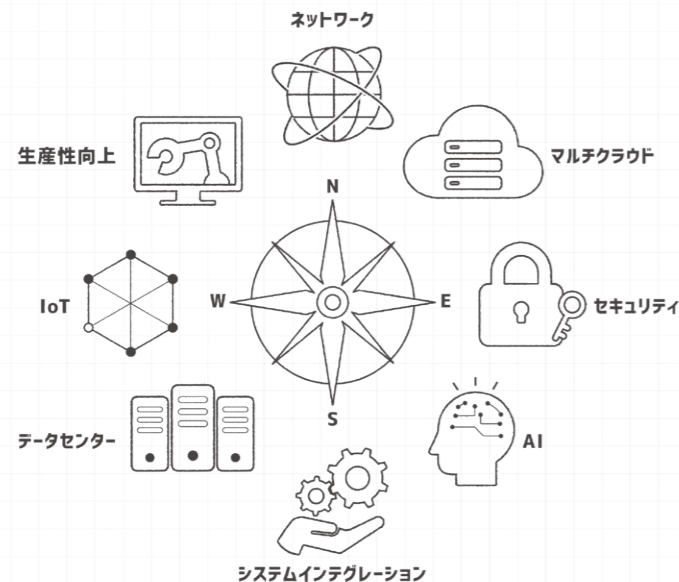 ネットワーク
生産性向上
マルチクラウド
N
IoT
W
E
セキュリティ
S
データセンター
AI
システムインテグレーション